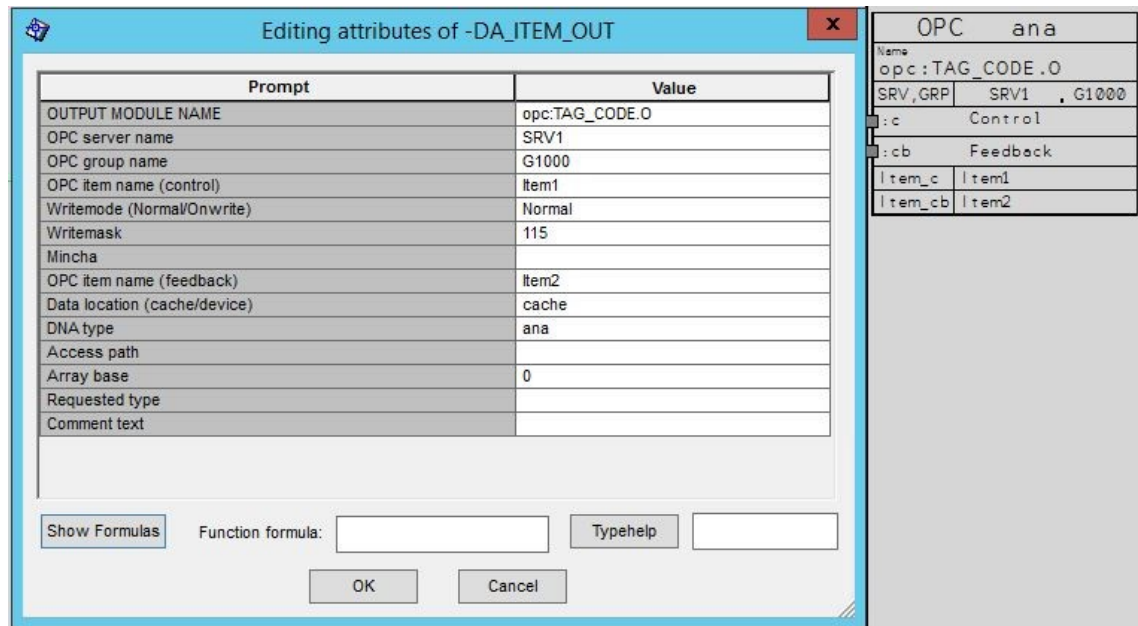 Editing attributes of -DA_ITEM_OUT
x
Prompt Value
OUTPUT MODULE NAME opc:TAG_CODE.O
OPC server name SRV1
OPC group name G1000
OPC item name (control) Item1
Writemode (Normal/Onwrite) Normal
Writemask 115
Mincha
OPC item name (feedback) Item2
Data location (cache/device) cache
DNA type ana
Access path
Array base 0
Requested type
Comment text
Show Formulas Function formula: Typehelp
OK Cancel
OPC ana
Name
opc:TAG_CODE.O
SRV,GRP SRV1 , G1000
:c Control
:cb Feedback
Item_c Item1
Item_cb Item2